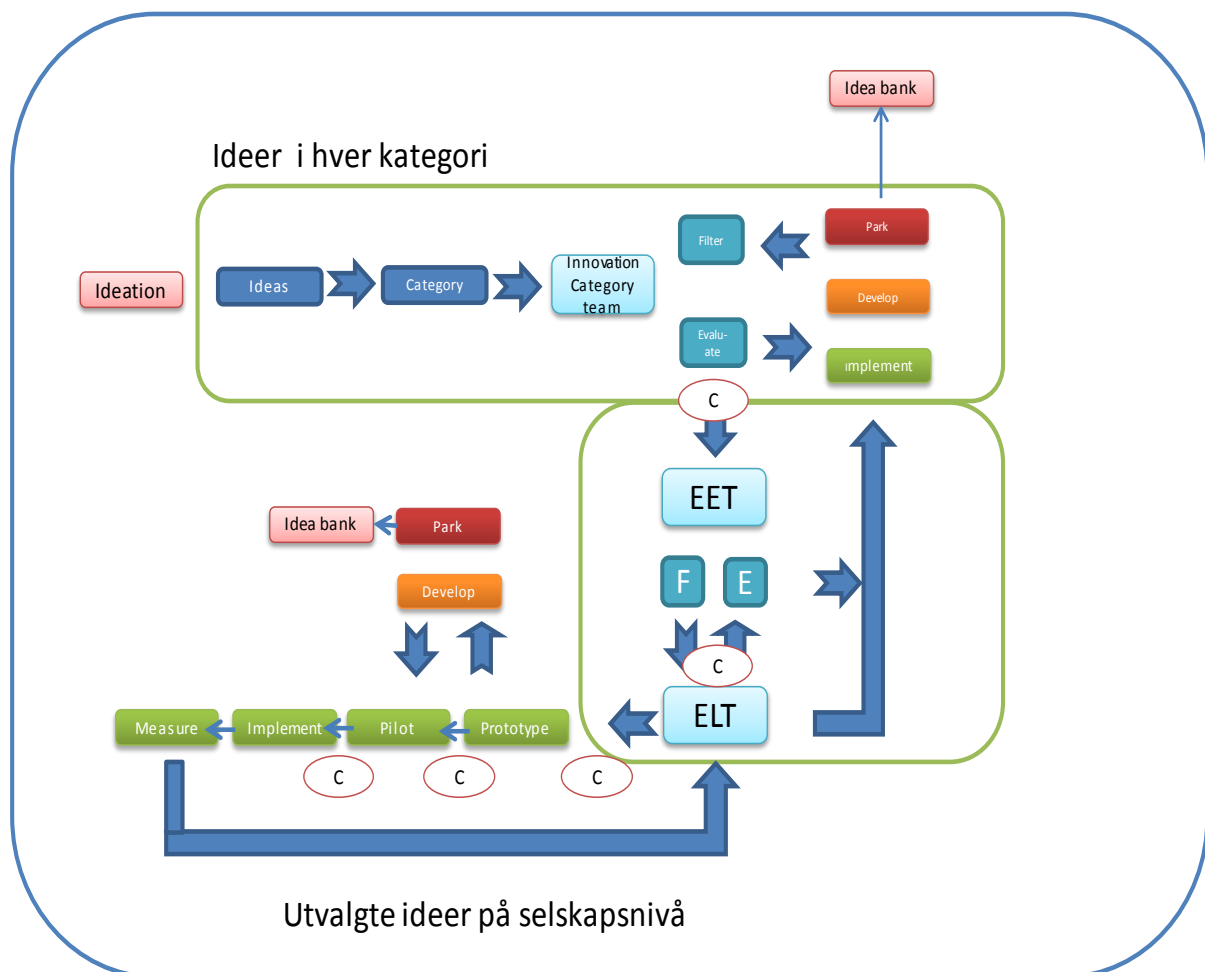 Idea bank
Ideer i hver kategori
Park
Filter
Innovation
Category
team
Ideas
Category
Ideation
Develop
Evalu-
ate
Implement
C
EET
Idea bank
Park
F
E
Develop
C
ELT
Measure
Implement
Pilot
Prototype
C
C
C
Utvalgte ideer på selskapsnivå